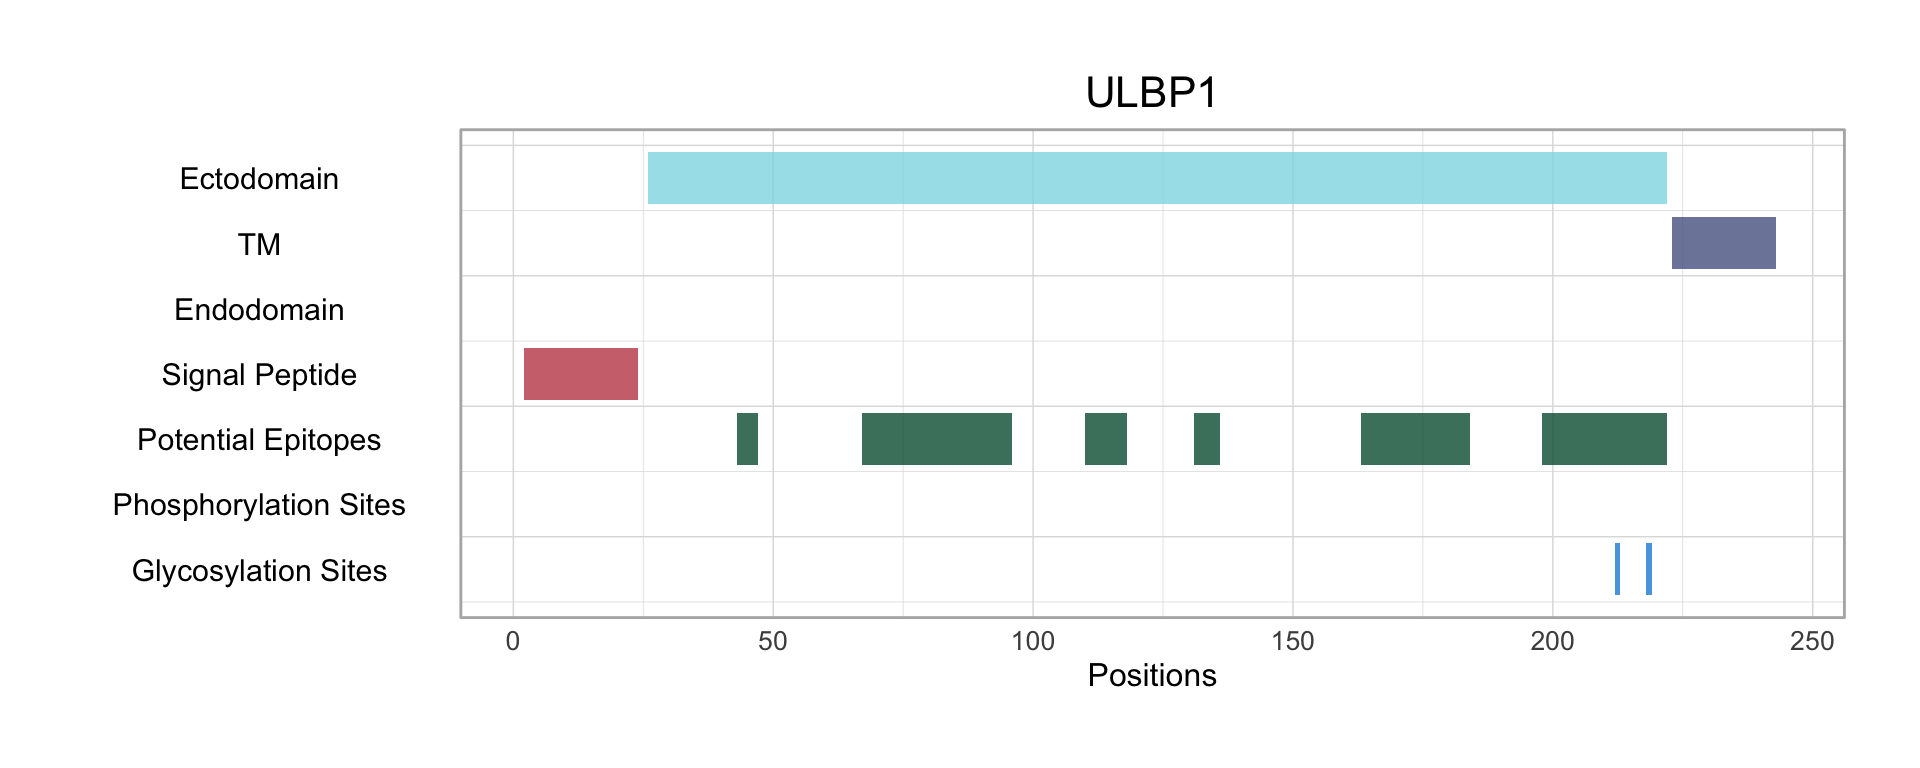 ULBP1
Ectodomain
TM
Endodomain
Signal Peptide
Potential Epitopes
Phosphorylation Sites
Glycosylation Sites
0 50 100 150 200 250
Positions